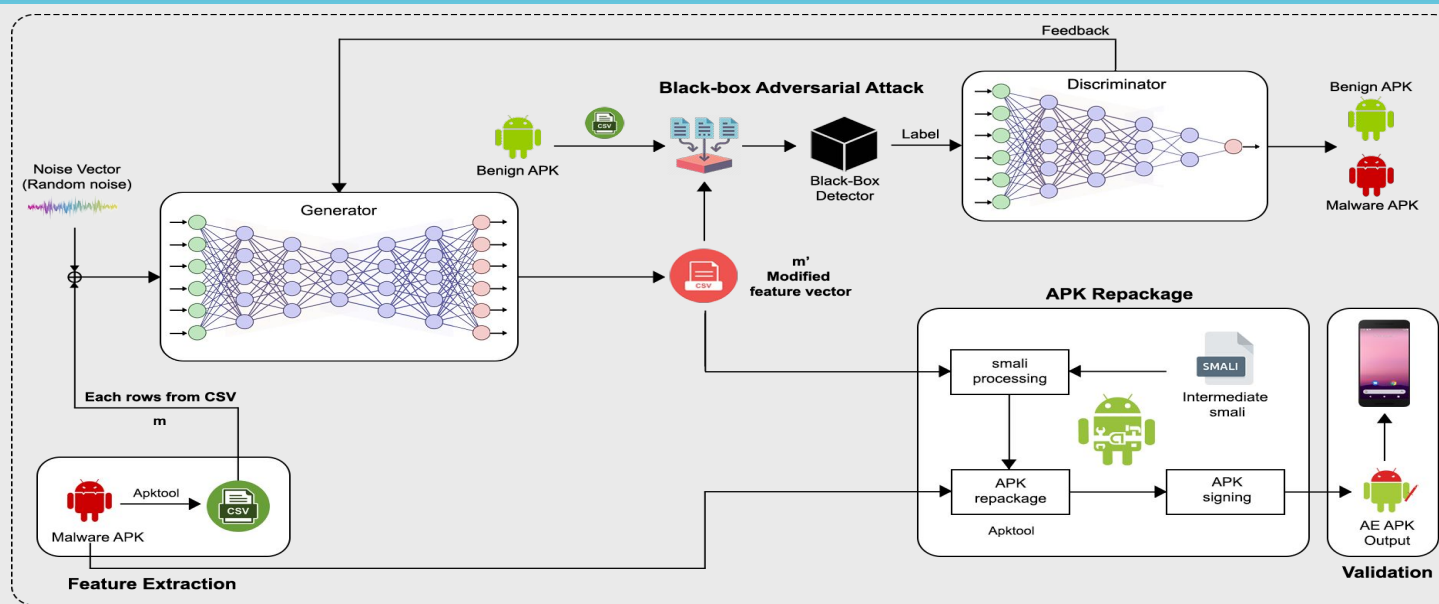 Feedback
Black-box Adversarial Attack
Discriminator
Benign APK
CSV
Label
Benign APK
Black-Box
Detector
Malware APK
Noise Vector
(Random noise)
Generator
CSV
m'
Modified
feature vector
Each rows from CSV
m
Malware APK
Apktool
CSV
Feature Extraction
APK Repackage
smali
processing
SMALI
Intermediate
smali
APK
repackage
Apktool
APK
signing
AE APK
Output
Validation